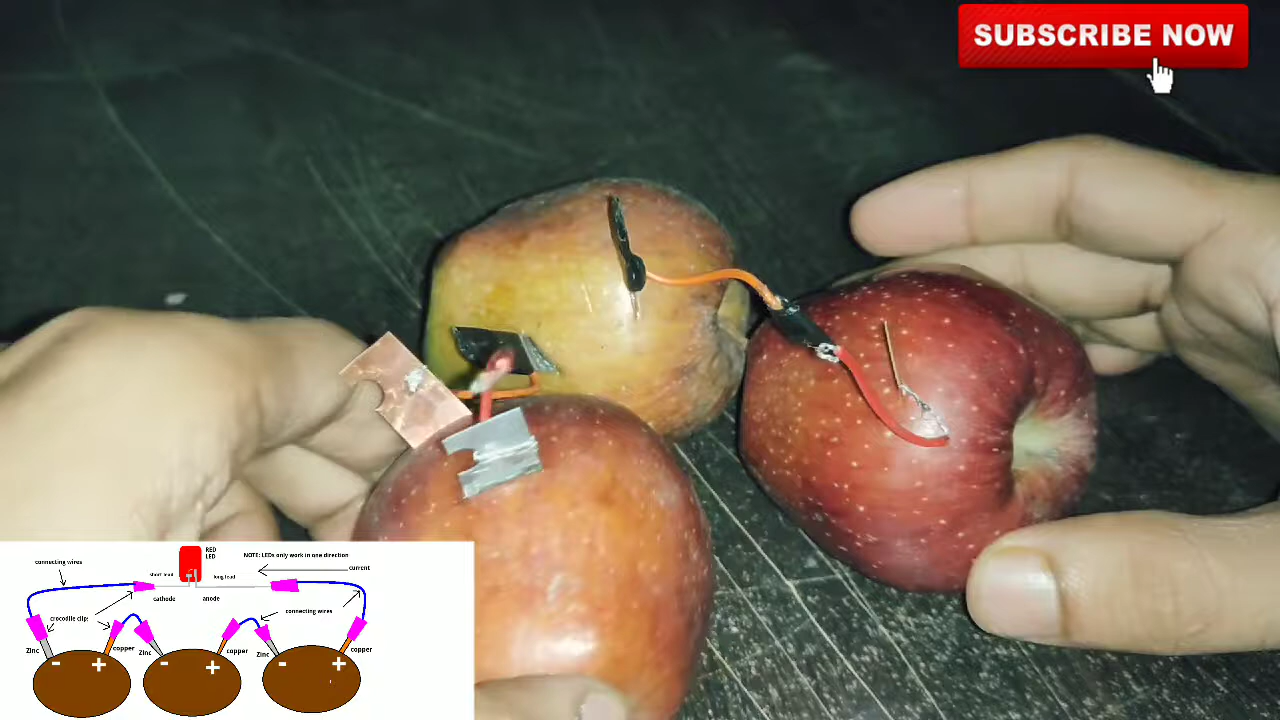 SUBSCRIBE NOW
RED
LED
NOTE: LEDs only work in one direction
connecting wires
short lead
long lead
current
cathode
anode
crocodile clips
connecting wires
Zinc
copper
Zinc
copper
Zinc
copper
- +
- +
- +